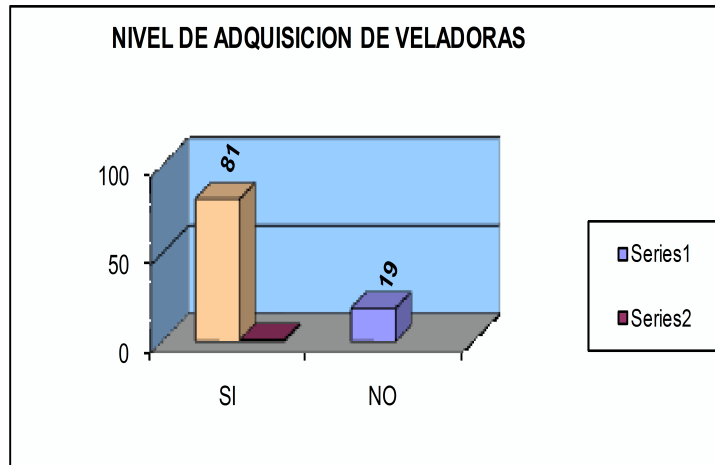 NIVEL DE ADQUISICION DE VELADORAS
81
100
19
50
0
SI
NO
Series1
Series2